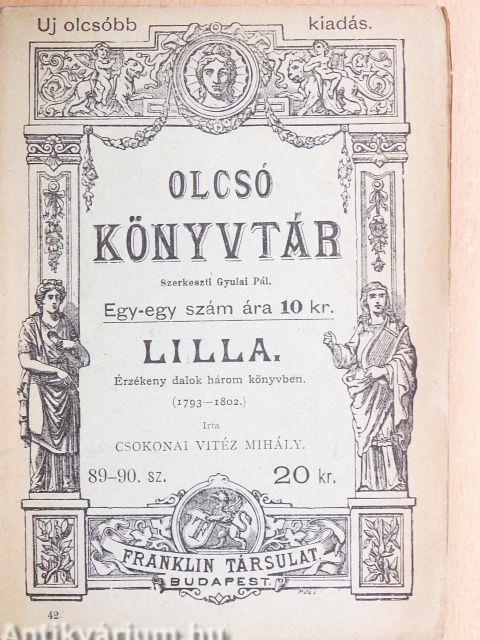 Uj olcsóbb kiadás.
OLCSÓ
KÖNYVTÁR
Szerkeszti Gyulai Pál.
Egy-egy szám ára 10 kr.
LILLA.
Érzékeny dalok három könyvben.
(1793—1802.)
Irta
CSOKONAI VITÉZ MIHÁLY.
89–90. sz. 20 kr.
FRANKLIN TÁRSULAT
BUDAPEST.
42.
Antikvárium.hu